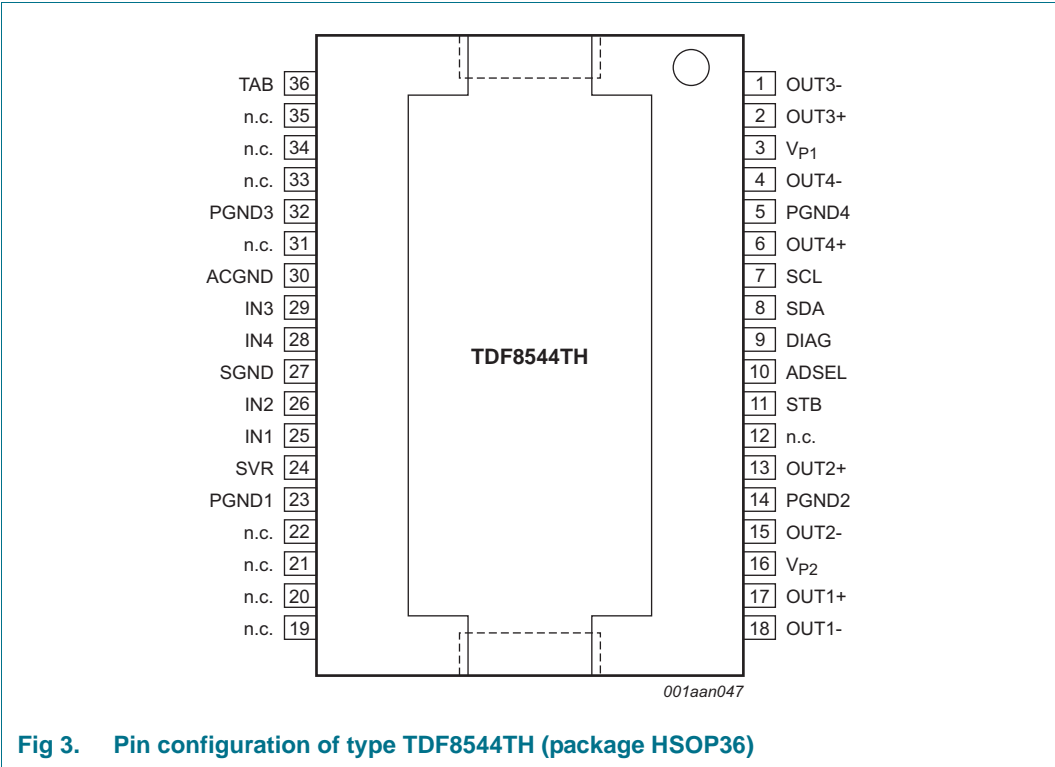 TAB 36
n.c. 35
n.c. 34
n.c. 33
PGND3 32
n.c. 31
ACGND 30
IN3 29
IN4 28
SGND 27
IN2 26
IN1 25
SVR 24
PGND1 23
n.c. 22
n.c. 21
n.c. 20
n.c. 19
TDF8544TH
1 OUT3-
2 OUT3+
3 VP1
4 OUT4-
5 PGND4
6 OUT4+
7 SCL
8 SDA
9 DIAG
10 ADSEL
11 STB
12 n.c.
13 OUT2+
14 PGND2
15 OUT2-
16 VP2
17 OUT1+
18 OUT1-
001aan047
Fig 3. Pin configuration of type TDF8544TH (package HSOP36)